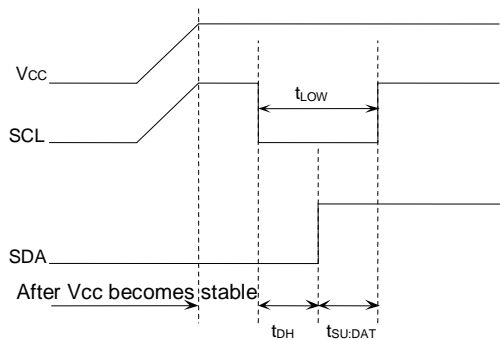 Vcc
tLOW
SCL
SDA
After Vcc becomes stable
tDH tSU:DAT